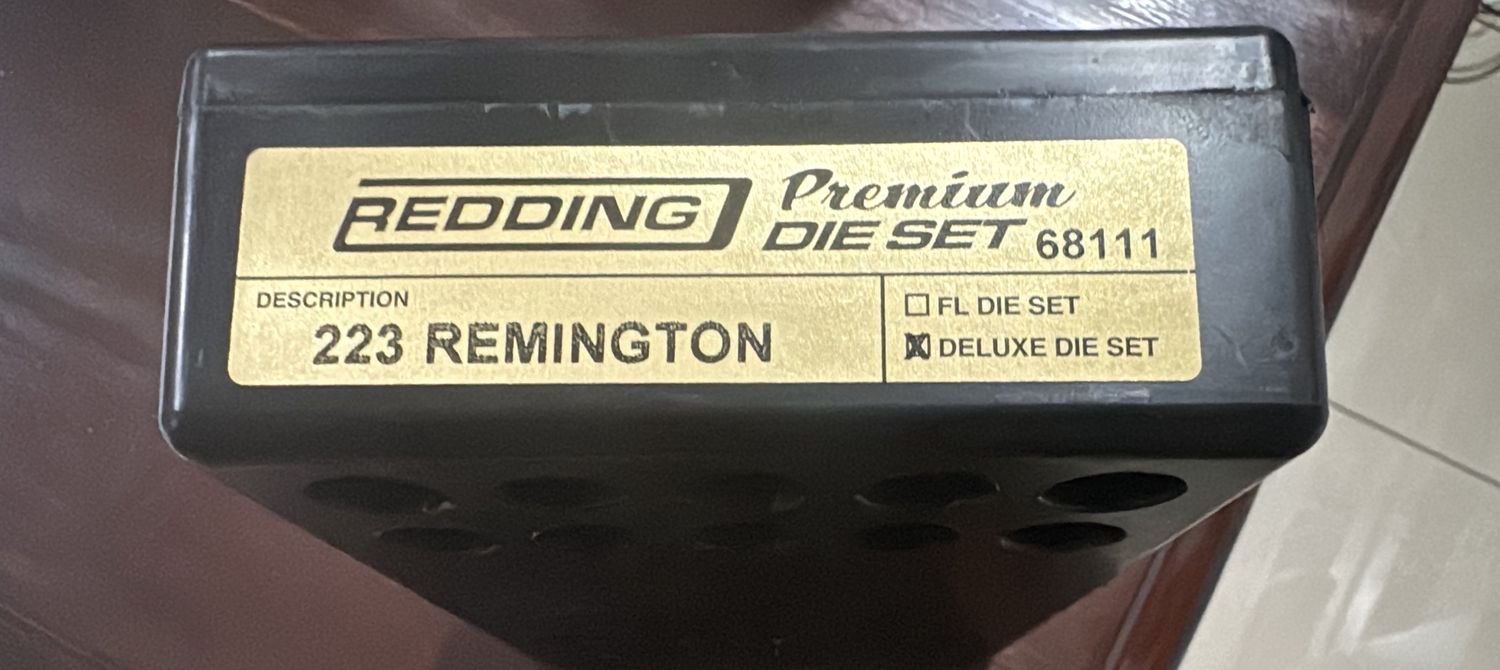 REDDING Premium
DIE SET 68111
DESCRIPTION
223 REMINGTON
FL DIE SET
DELUXE DIE SET